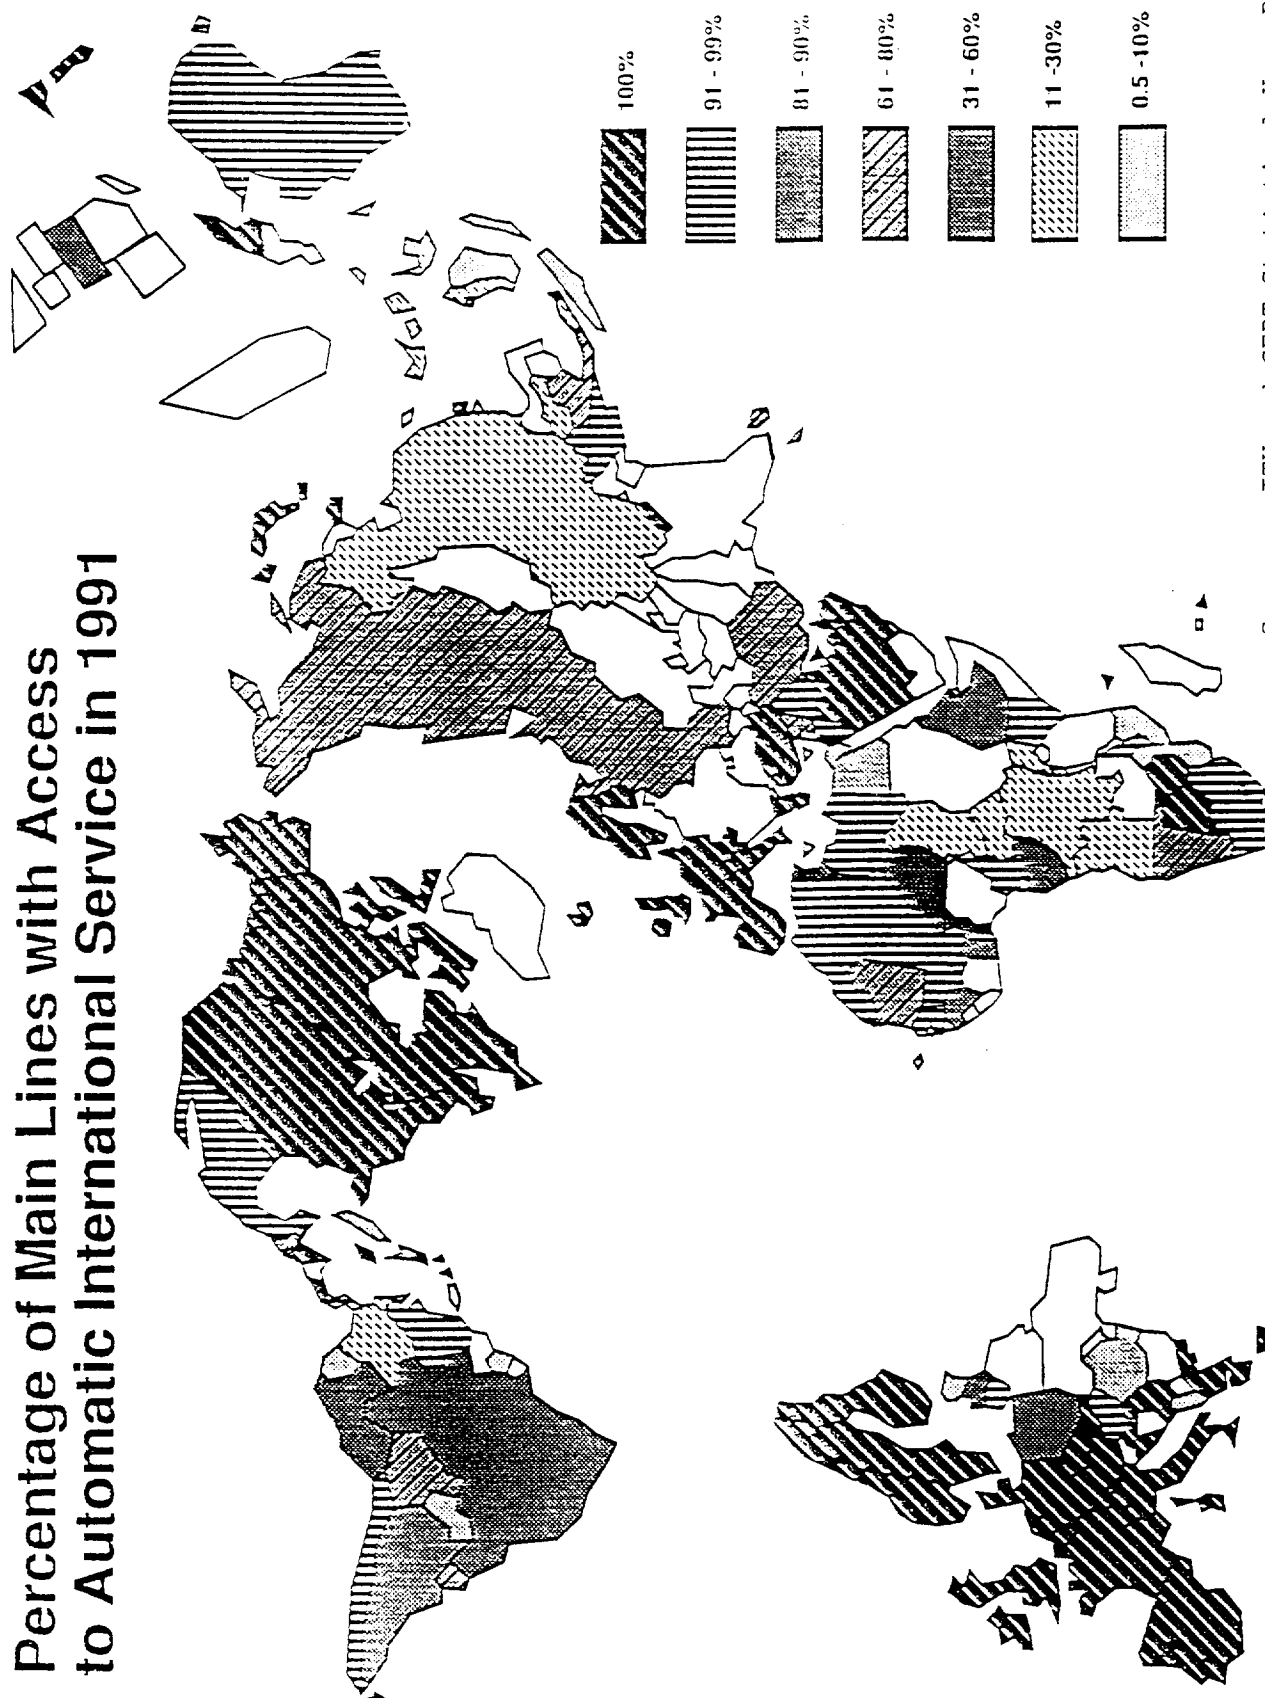 Percentage of Main Lines with Access
to Automatic International Service in 1991
100%
91 - 99%
81 - 90%
61 - 80%
31 - 60%
11 -30%
0.5 -10%